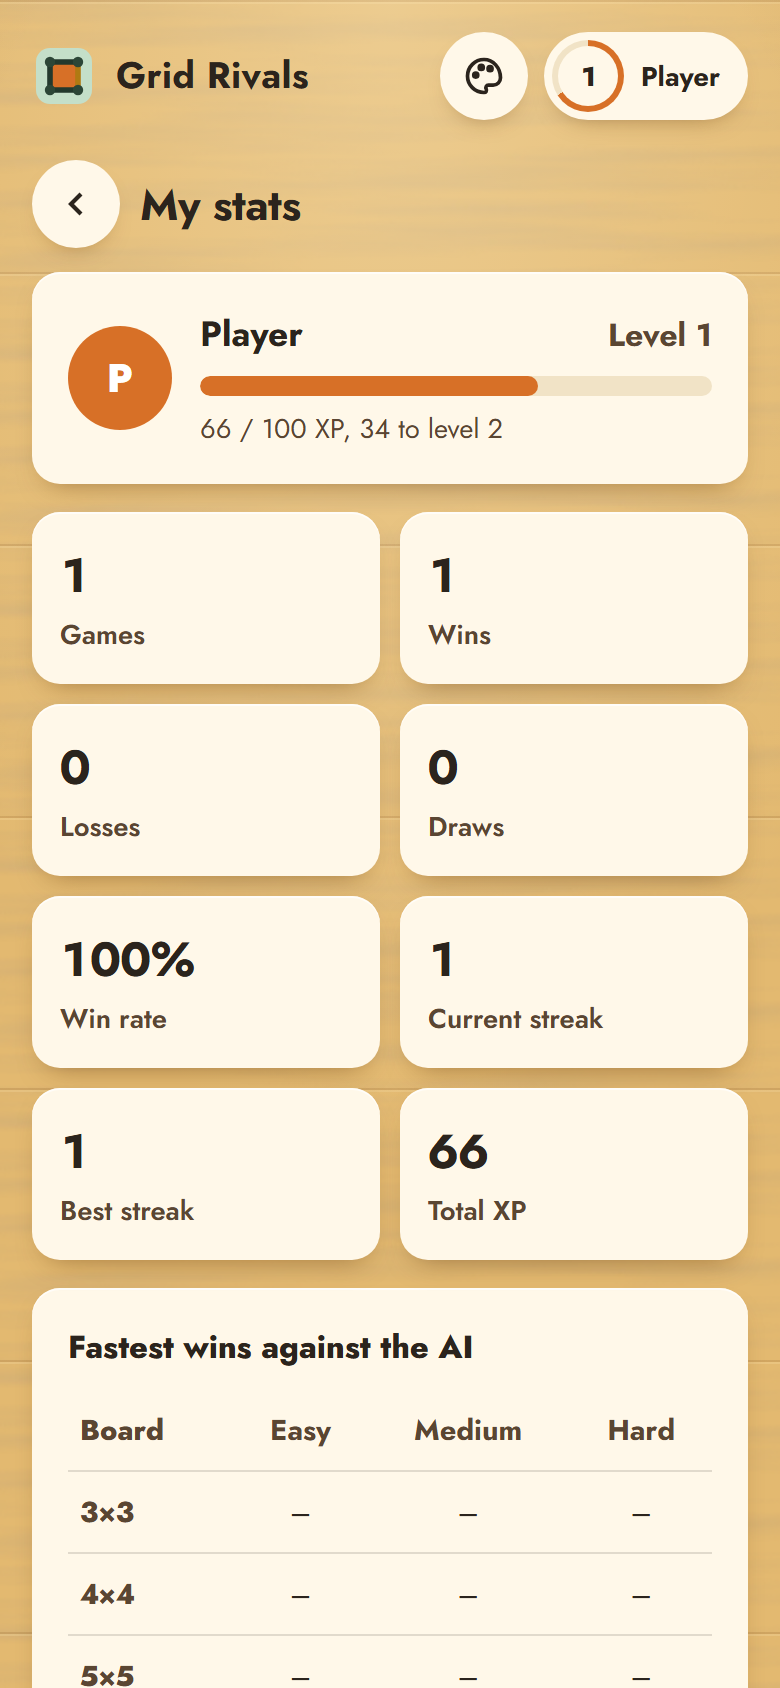 Grid Rivals
1 Player
My stats
P
Player Level 1
66 / 100 XP, 34 to level 2
1 1
Games Wins
0 0
Losses Draws
100% 1
Win rate Current streak
1 66
Best streak Total XP
Fastest wins against the AI
Board Easy Medium Hard
3×3 – – –
4×4 – – –
5×5 – – –